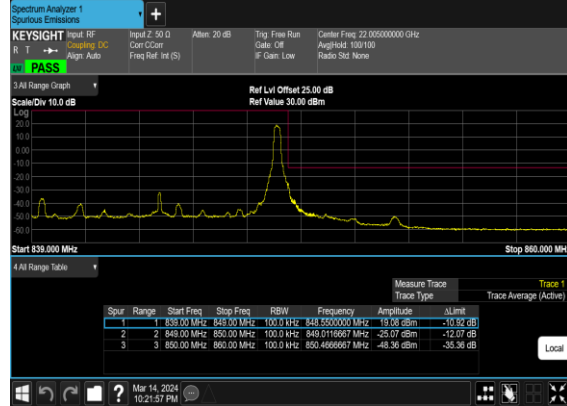 Spectrum Analyzer 1
Spurious Emissions
+
KEYSIGHT Input: RF Input Z: 50 Ω Atten: 20 dB Trig: Free Run Center Freq: 22.005000000 GHz
R T Coupling: DC Corr CCorr Gate: Off Avg|Hold: 100/100
Align: Auto Freq Ref: Int (S) IF Gain: Low Radio Std: None
PASS
3 All Range Graph
Ref Lvl Offset 25.00 dB
Scale/Div 10.0 dB Ref Value 30.00 dBm
Log
20.0
10.0
0.00
-10.0
-20.0
-30.0
-40.0
-50.0
-60.0
Start 839.000 MHz Stop 860.000 MH
4 All Range Table
Measure Trace Trace 1
Trace Type Trace Average (Active)
Spur Range Start Freq Stop Freq RBW Frequency Amplitude ΔLimit
1 1 839.00 MHz 849.00 MHz 100.0 kHz 848.5500000 MHz 19.08 dBm -10.92 dB
2 2 849.00 MHz 850.00 MHz 100.0 kHz 849.0116667 MHz -25.07 dBm -12.07 dB
3 3 850.00 MHz 860.00 MHz 100.0 kHz 850.4666667 MHz -48.36 dBm -35.36 dB
Local
? Mar 14, 2024
10:21:57 PM